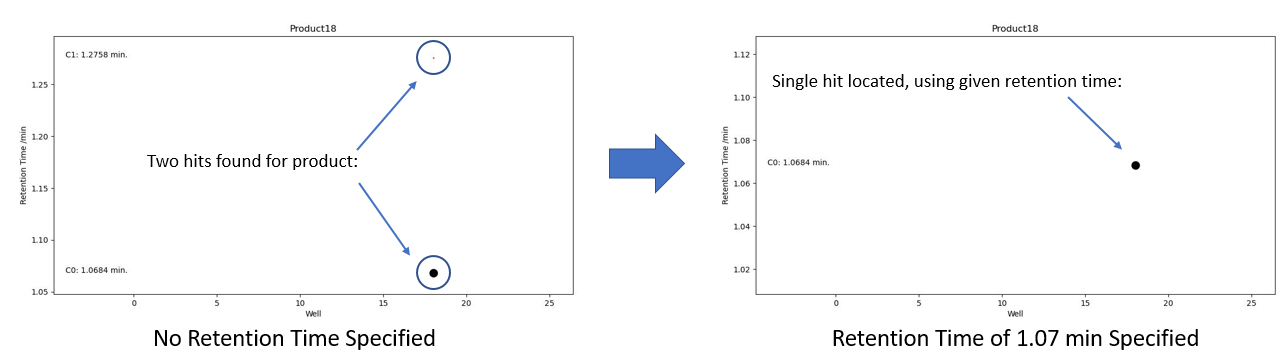 Product18
C1: 1.2758 min.
1.25
1.20
Two hits found for product:
1.15
1.10
C0: 1.0684 min.
1.05
Retention Time /min
0 5 10 15 20 25
Well
No Retention Time Specified
Product18
1.12
Single hit located, using given retention time:
1.10
1.08
C0: 1.0684 min.
1.06
1.04
1.02
Retention Time /min
0 5 10 15 20 25
Well
Retention Time of 1.07 min Specified